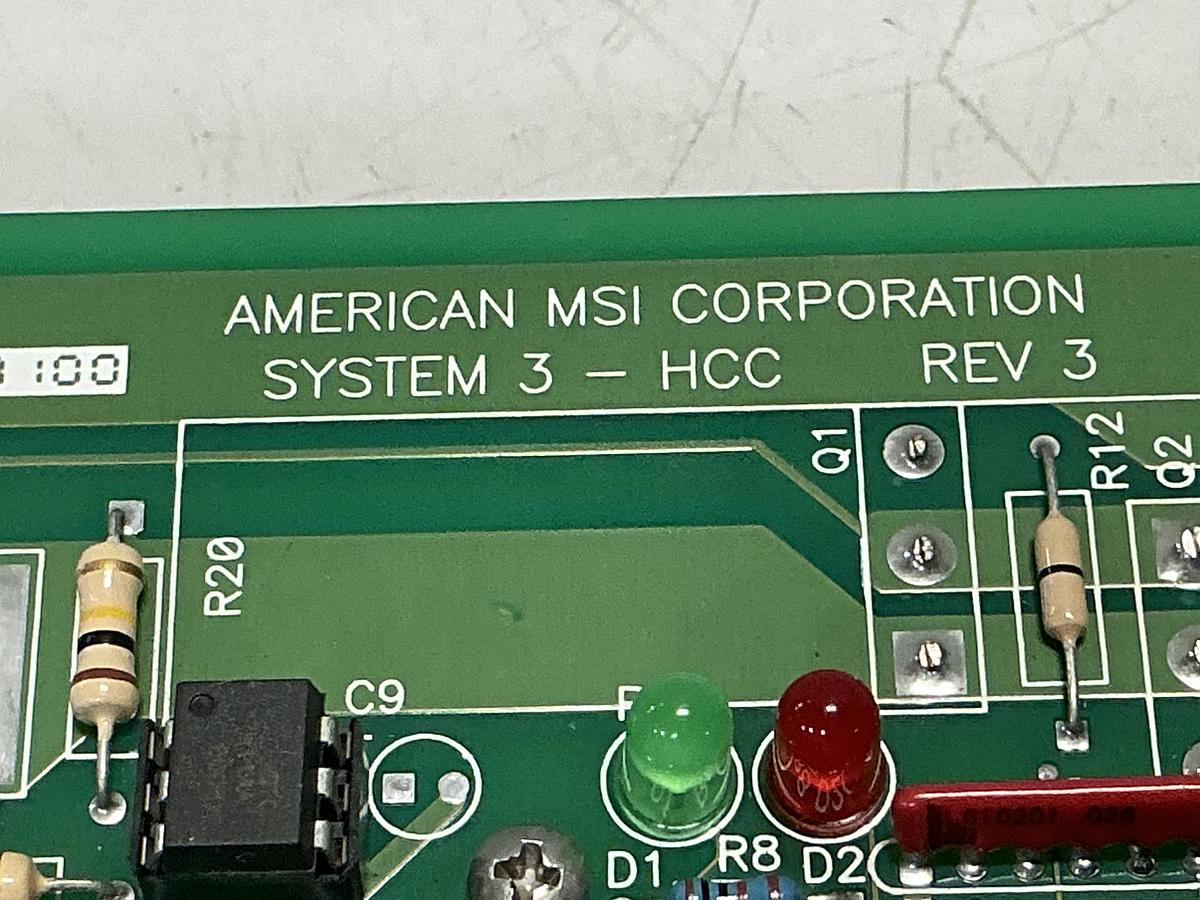 AMERICAN MSI CORPORATION
SYSTEM 3 - HCC REV 3
100
Q1
R12
Q2
R20
C9
D1
R8
D2